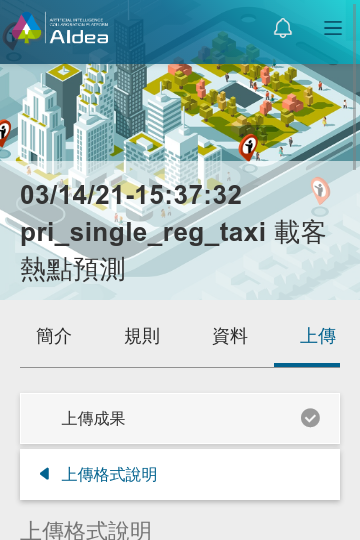 ARTIFICIAL INTELLIGENCE
COLLABORATION PLATFORM
AIdea
03/14/21-15:37:32
pri_single_reg_taxi 載客
熱點預測
簡介 規則 資料 上傳
上傳成果
上傳格式說明
上傳格式說明